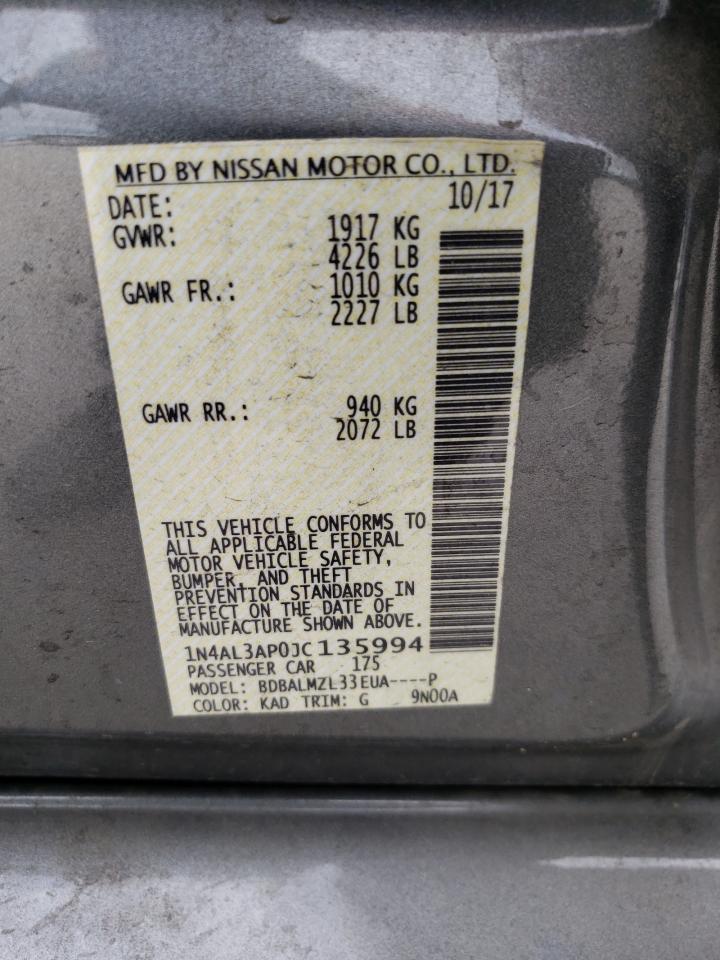 MFD BY NISSAN MOTOR CO., LTD.
DATE: 10/17
GVWR: 1917 KG
4226 LB
GAWR FR.: 1010 KG
2227 LB
GAWR RR.: 940 KG
2072 LB
THIS VEHICLE CONFORMS TO
ALL APPLICABLE FEDERAL
MOTOR VEHICLE SAFETY,
BUMPER, AND THEFT
PREVENTION STANDARDS IN
EFFECT ON THE DATE OF
MANUFACTURE SHOWN ABOVE.
1N4AL3AP0JC135994
PASSENGER CAR 175
MODEL: BDBALMZL33EUA----P
COLOR: KAD TRIM: G 9N00A